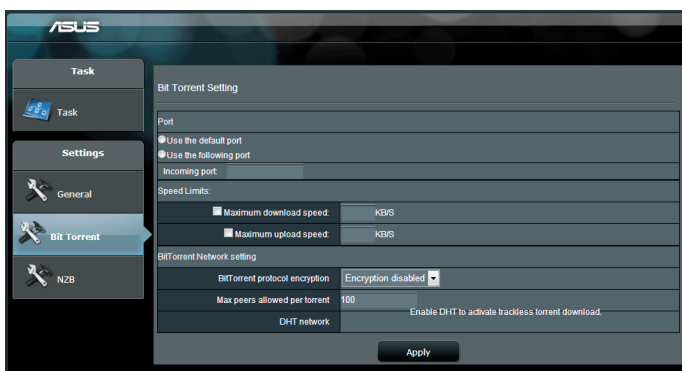 ASUS
Task
Task
Settings
General
Bit Torrent
NZB
Bit Torrent Setting
Port
Use the default port
Use the following port
Incoming port:
Speed Limits:
Maximum download speed: KB/S
Maximum upload speed: KB/S
BitTorrent Network setting
BitTorrent protocol encryption Encryption disabled
Max peers allowed per torrent 100
DHT network Enable DHT to activate trackless torrent download.
Apply